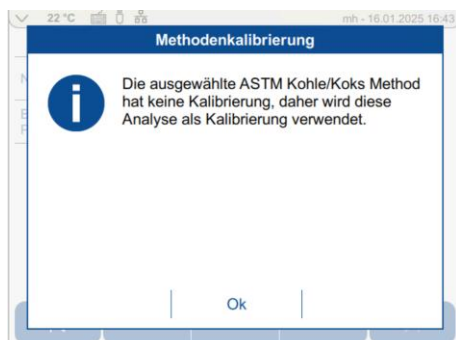 22 °C
mh - 16.01.2025 16:43
Methodenkalibrierung
Die ausgewählte ASTM Kohle/Koks Method
hat keine Kalibrierung, daher wird diese
Analyse als Kalibrierung verwendet.
Ok